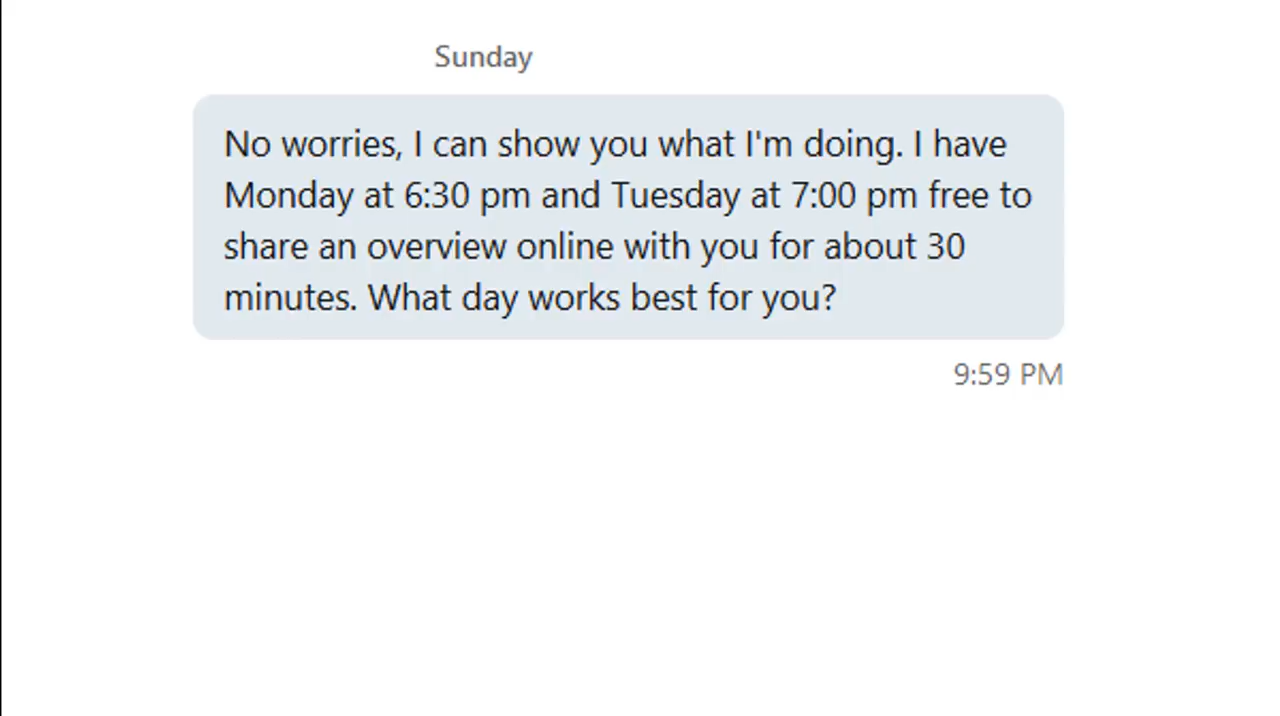 Sunday
No worries, I can show you what I'm doing. I have
Monday at 6:30 pm and Tuesday at 7:00 pm free to
share an overview online with you for about 30
minutes. What day works best for you?
9:59 PM